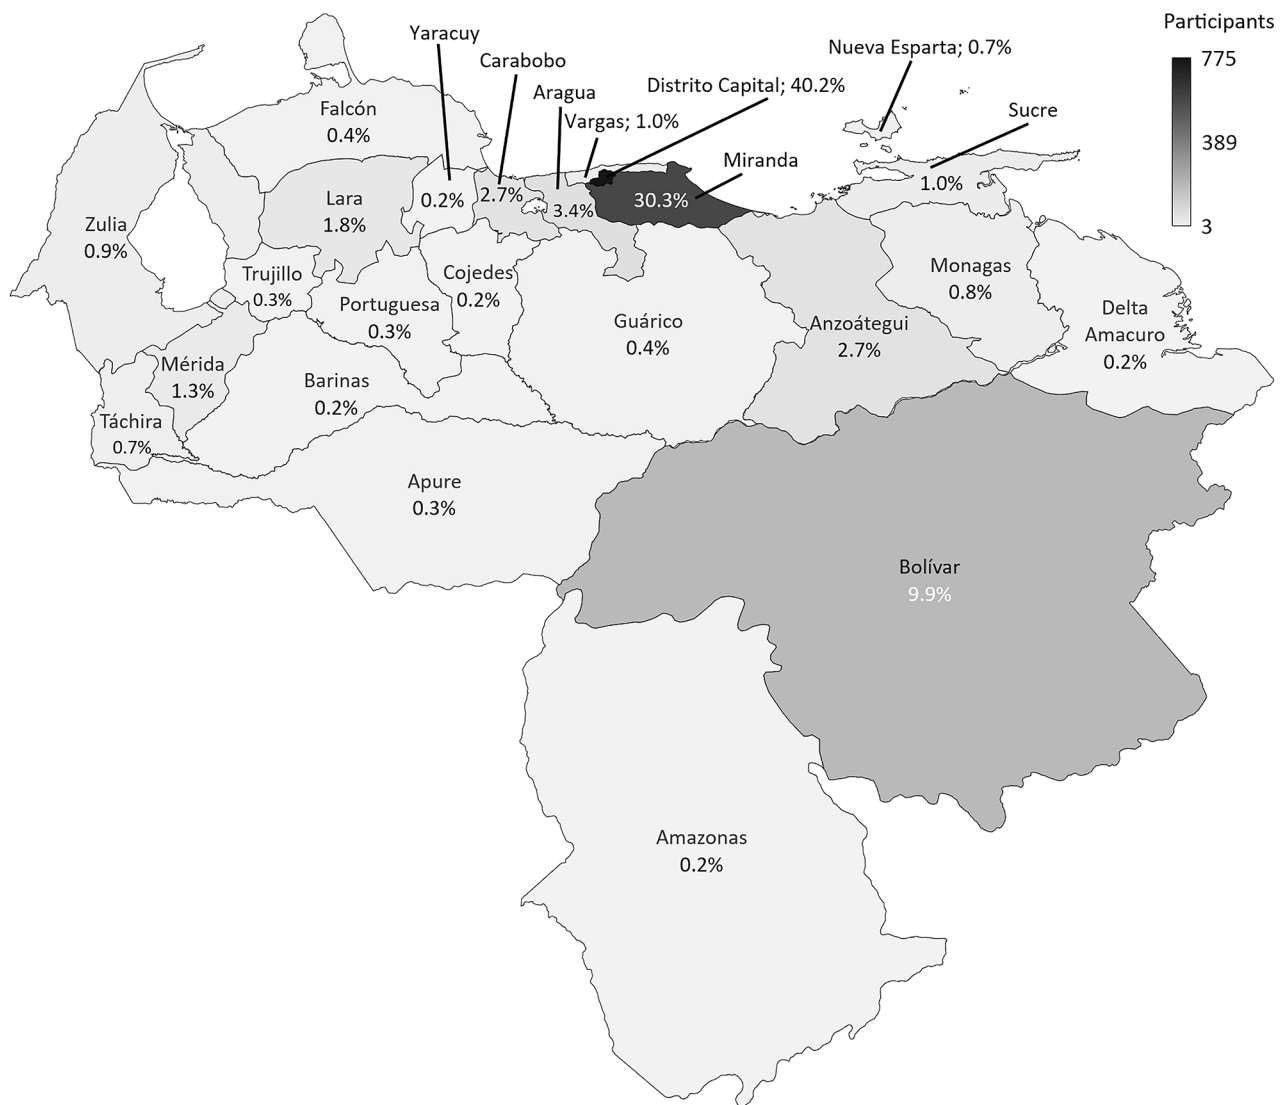 Participants
775
389
3
Yaracuy
0.2%
Carabobo
2.7%
Aragua
3.4%
Vargas; 1.0%
Distrito Capital; 40.2%
Nueva Esparta; 0.7%
Sucre
1.0%
Miranda
30.3%
Falcón
0.4%
Lara
1.8%
Zulia
0.9%
Trujillo
0.3%
Cojedes
0.2%
Portuguesa
0.3%
Guárico
0.4%
Monagas
0.8%
Anzoátegui
2.7%
Delta
Amacuro
0.2%
Mérida
1.3%
Barinas
0.2%
Táchira
0.7%
Apure
0.3%
Bolívar
9.9%
Amazonas
0.2%